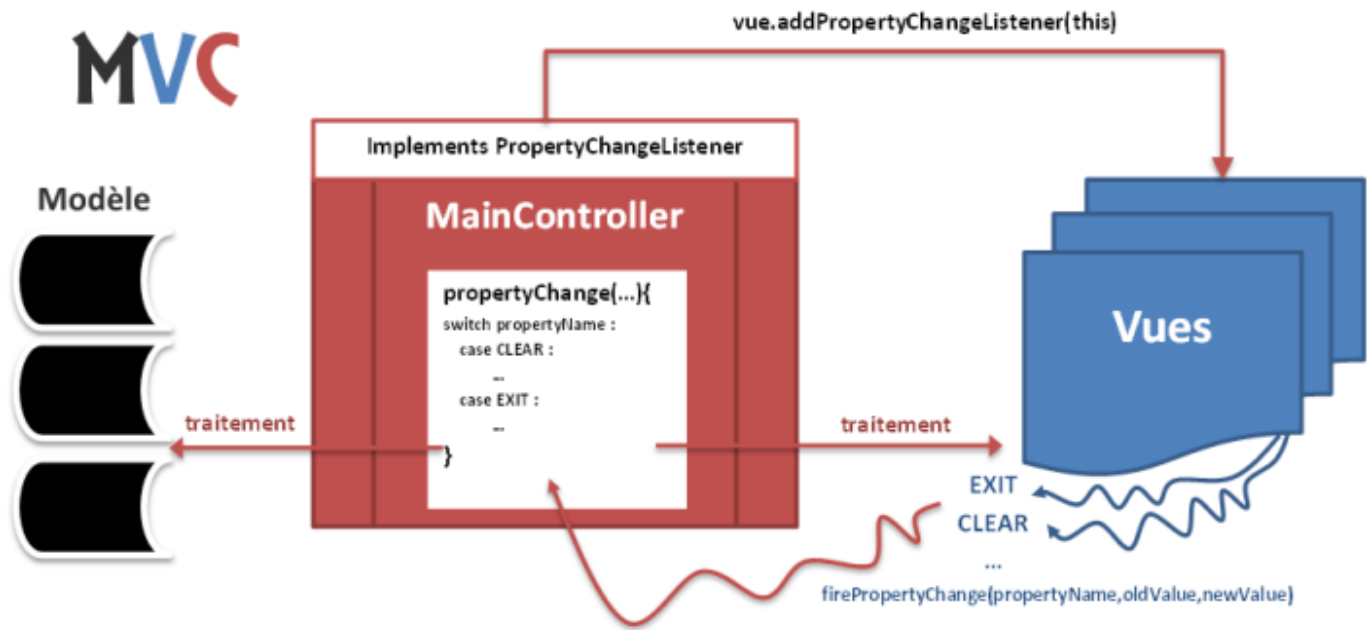 vue.addPropertyChangeListener(this)
MVC
Implements PropertyChangeListener
Modèle
MainController
propertyChange(...){
switch propertyName :
case CLEAR :
...
case EXIT :
...
}
traitement
traitement
Vues
EXIT
CLEAR
...
firePropertyChange(propertyName,oldValue,newValue)